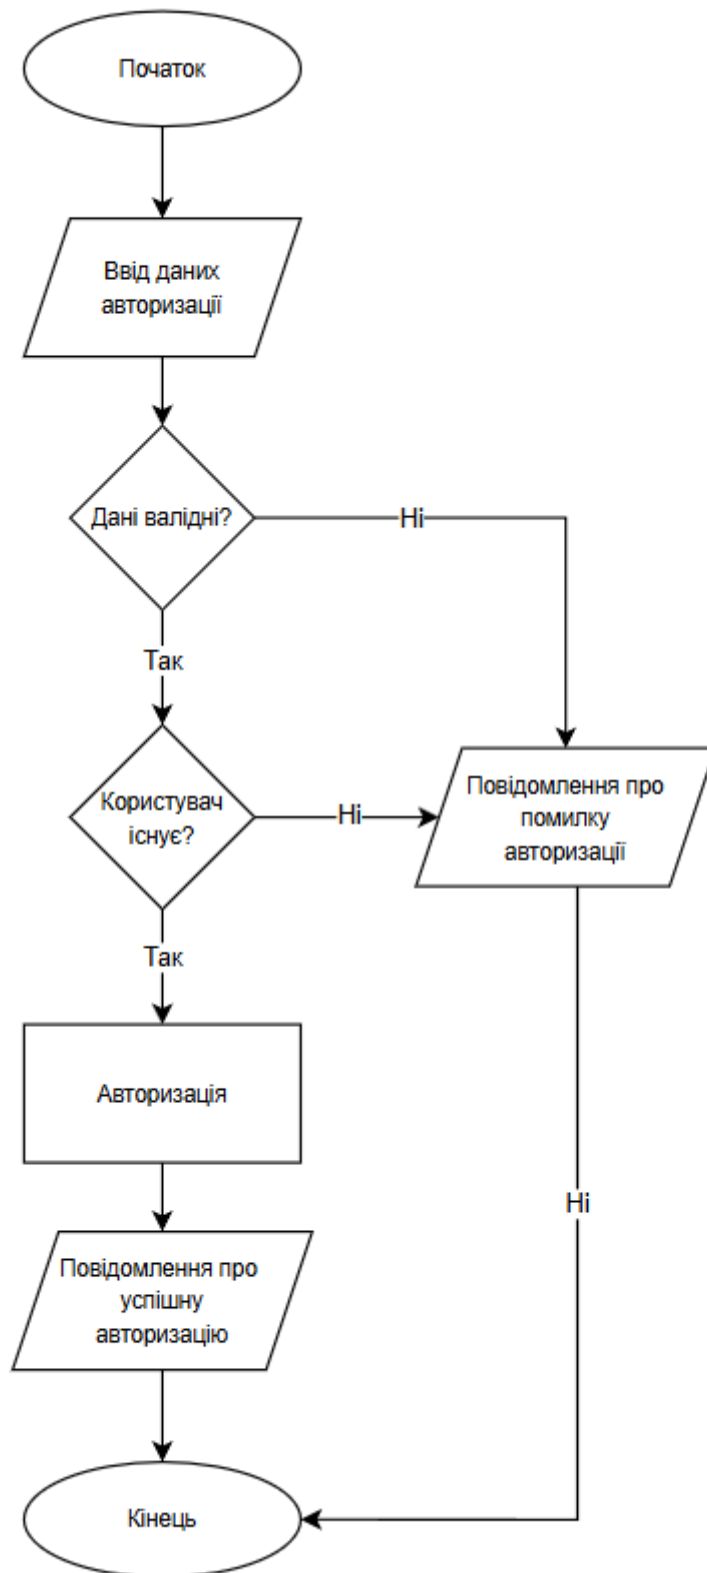 Початок
Ввід даних
авторизації
Дані валідні?
Ні
Так
Користувач
існує?
Ні
Повідомлення про
помилку
авторизації
Так
Авторизація
Ні
Повідомлення про
успішну
авторизацію
Кінець